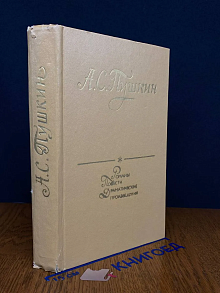 А.С. Пушкин
А.С. Пушкин
Романы
Повести
Драматические
произведения
КНИГОЕД